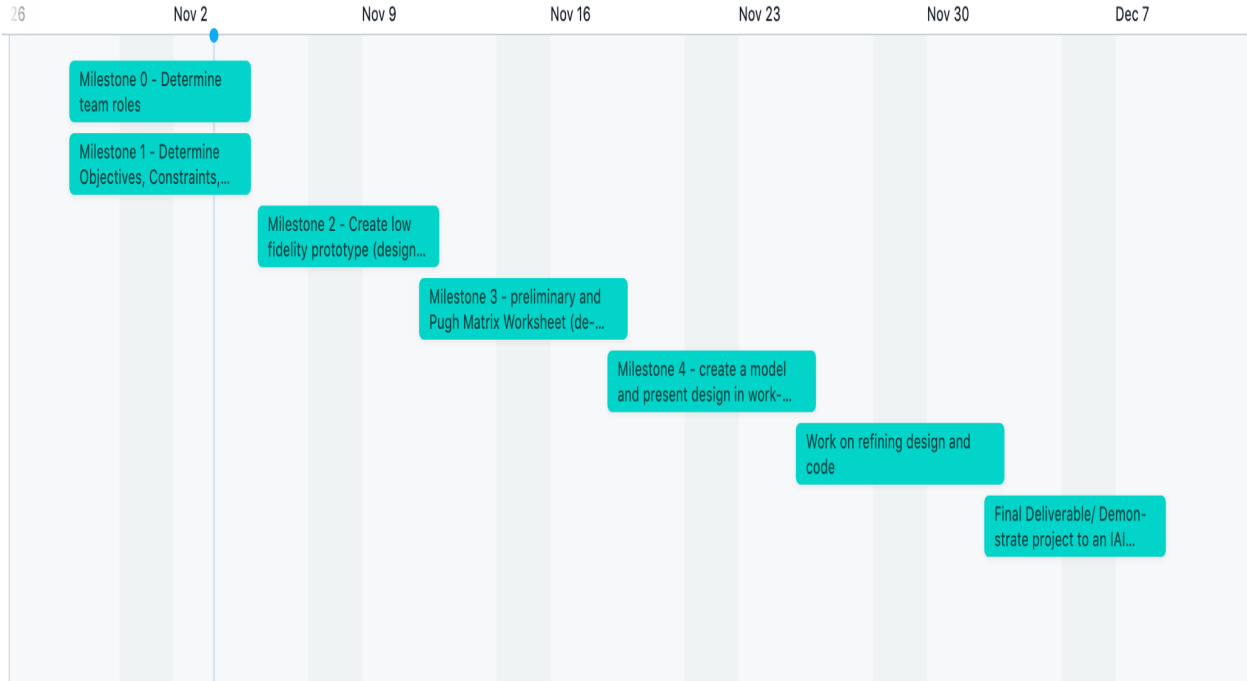 26 Nov 2 Nov 9 Nov 16 Nov 23 Nov 30 Dec 7
Milestone 0 - Determine
team roles
Milestone 1 - Determine
Objectives, Constraints,...
Milestone 2 - Create low
fidelity prototype (design...
Milestone 3 - preliminary and
Pugh Matrix Worksheet (de-...
Milestone 4 - create a model
and present design in work-...
Work on refining design and
code
Final Deliverable/ Demon-
strate project to an IAI...